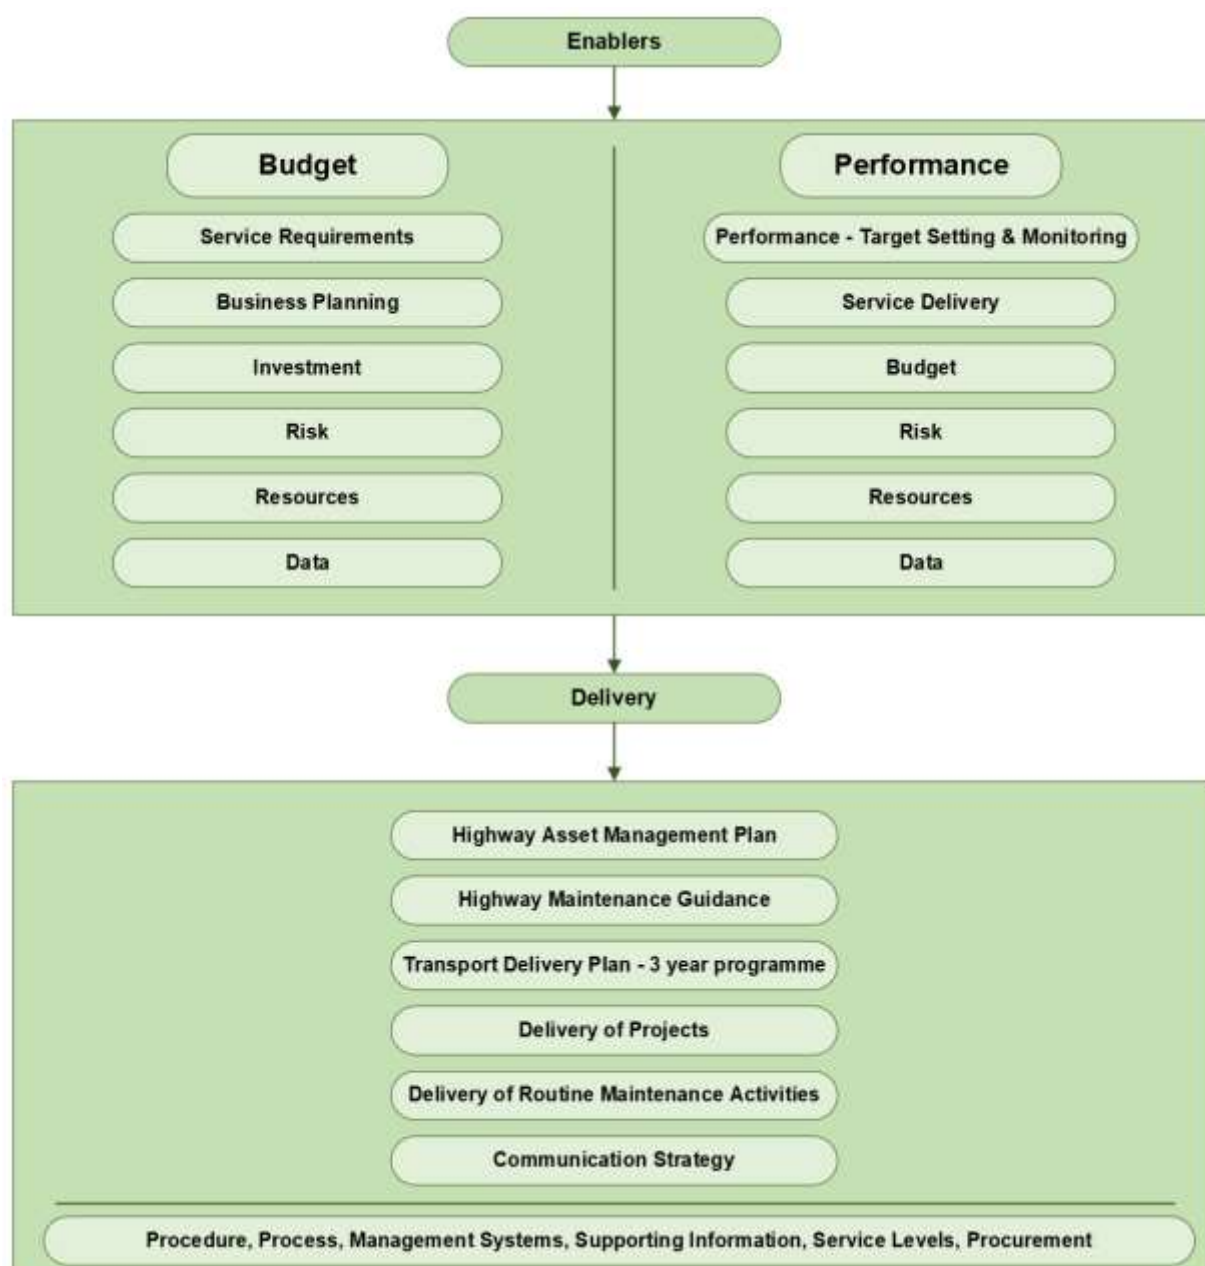 Enablers
Budget
Service Requirements
Business Planning
Investment
Risk
Resources
Data
Performance
Performance - Target Setting & Monitoring
Service Delivery
Budget
Risk
Resources
Data
Delivery
Highway Asset Management Plan
Highway Maintenance Guidance
Transport Delivery Plan - 3 year programme
Delivery of Projects
Delivery of Routine Maintenance Activities
Communication Strategy
Procedure, Process, Management Systems, Supporting Information, Service Levels, Procurement